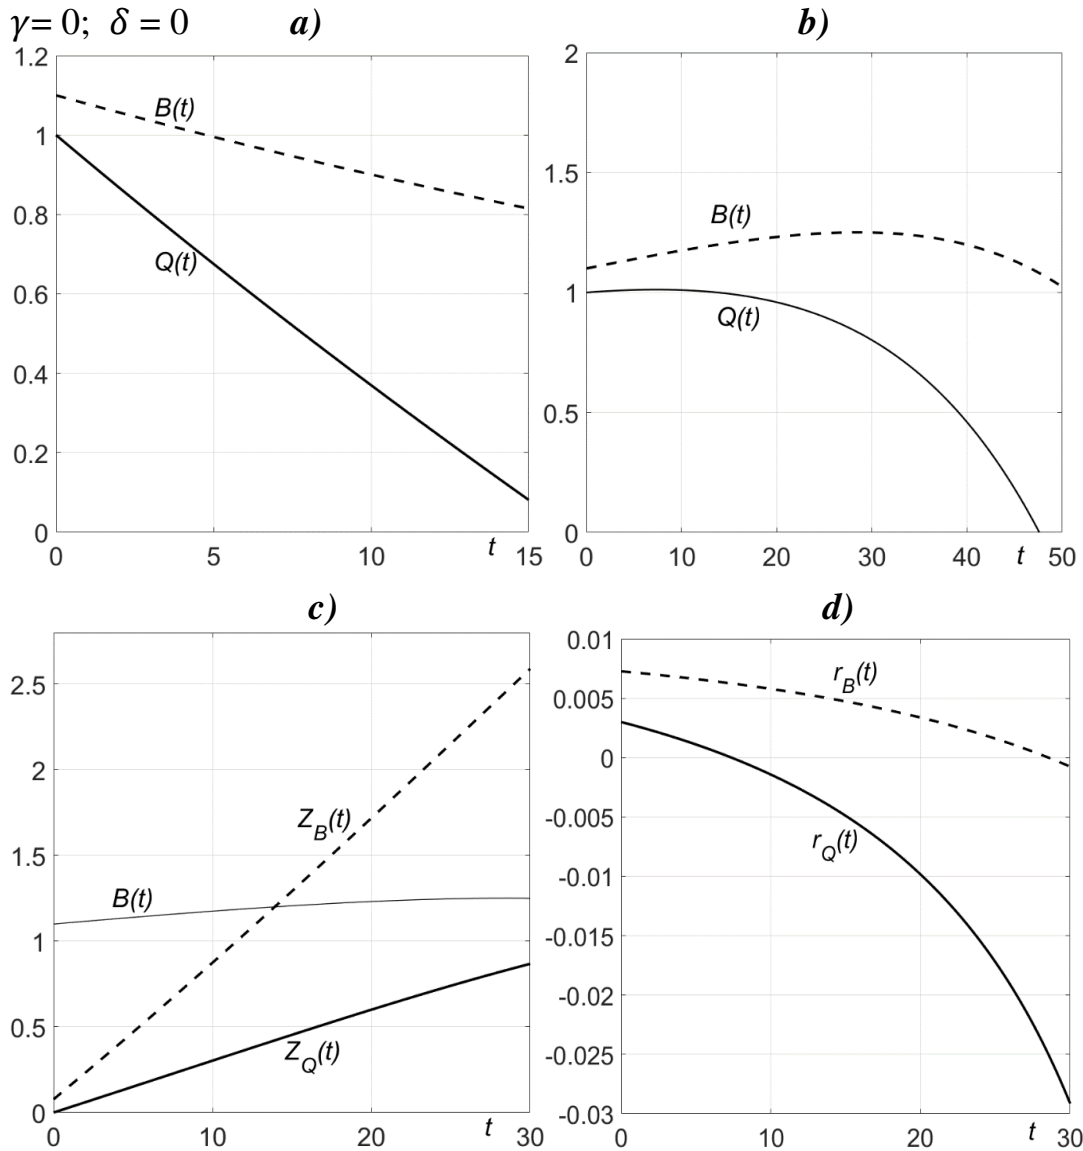 γ= 0; δ = 0
a)
1.2
1
0.8
0.6
0.4
0.2
0
B(t)
Q(t)
0 5 10 t 15
b)
2
1.5
1
0.5
0
B(t)
Q(t)
0 10 20 30 40 t 50
c)
2.5
2
1.5
1
0.5
0
Z_B(t)
B(t)
Z_Q(t)
0 10 20 t 30
d)
0.01
0.005
0
-0.005
-0.01
-0.015
-0.02
-0.025
-0.03
r_B(t)
r_Q(t)
0 10 20 t 30